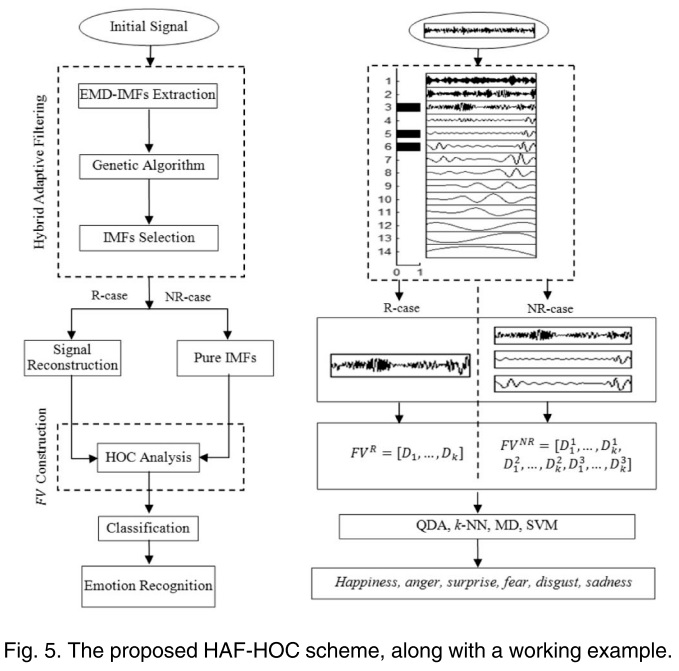 Initial Signal
Hybrid Adaptive Filtering
EMD-IMFs Extraction
Genetic Algorithm
IMFs Selection
R-case
NR-case
Signal
Reconstruction
Pure IMFs
FV Construction
HOC Analysis
Classification
Emotion Recognition
1
2
3
4
5
6
7
8
9
10
11
12
13
14
0 1
R-case
NR-case
FV^R = [D_1, ..., D_k]
FV^NR = [D_1^1, ..., D_k^1,
D_1^2, ..., D_k^2, D_1^3, ..., D_k^3]
QDA, k-NN, MD, SVM
Happiness, anger, surprise, fear, disgust, sadness
Fig. 5. The proposed HAF-HOC scheme, along with a working example.